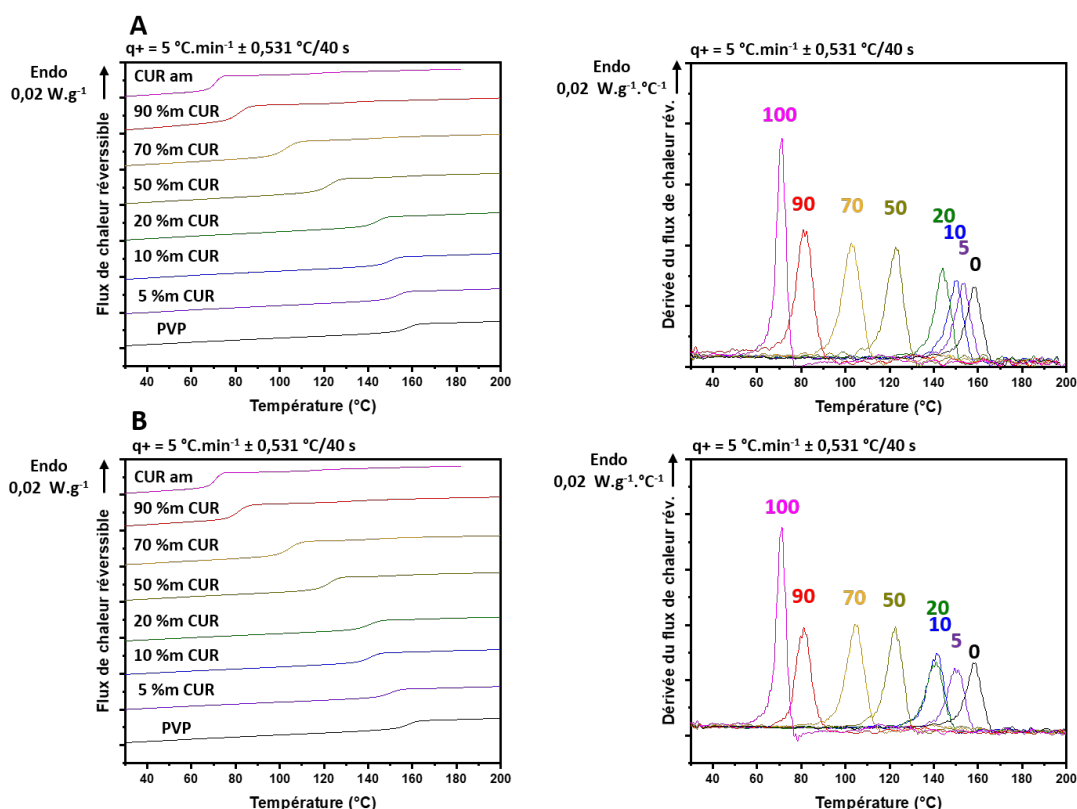 A
q+ = 5 °C.min⁻¹ ± 0,531 °C/40 s
Endo
0,02 W.g⁻¹
Flux de chaleur réverssible
CUR am
90 %m CUR
70 %m CUR
50 %m CUR
20 %m CUR
10 %m CUR
5 %m CUR
PVP
40 60 80 100 120 140 160 180 200
Température (°C)
q+ = 5 °C.min⁻¹ ± 0,531 °C/40 s
Endo
0,02 W.g⁻¹.°C⁻¹
Dérivée du flux de chaleur rév.
100
90
70
50
20
10
5
0
40 60 80 100 120 140 160 180 200
Température (°C)
B
q+ = 5 °C.min⁻¹ ± 0,531 °C/40 s
Endo
0,02 W.g⁻¹
Flux de chaleur réverssible
CUR am
90 %m CUR
70 %m CUR
50 %m CUR
20 %m CUR
10 %m CUR
5 %m CUR
PVP
40 60 80 100 120 140 160 180 200
Température (°C)
q+ = 5 °C.min⁻¹ ± 0,531 °C/40 s
Endo
0,02 W.g⁻¹.°C⁻¹
Dérivée du flux de chaleur rév.
100
90
70
50
20
10
5
0
40 60 80 100 120 140 160 180 200
Température (°C)